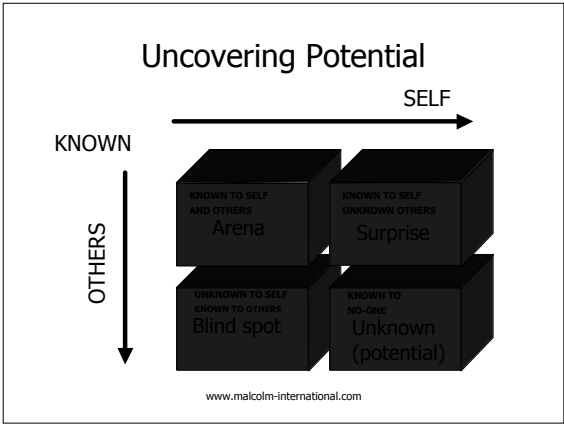 Uncovering Potential
SELF
KNOWN
OTHERS
KNOWN TO SELF
AND OTHERS
Arena
KNOWN TO SELF
UNKNOWN OTHERS
Surprise
UNKNOWN TO SELF
KNOWN TO OTHERS
Blind spot
KNOWN TO
NO-ONE
Unknown
(potential)
www.malcolm-international.com